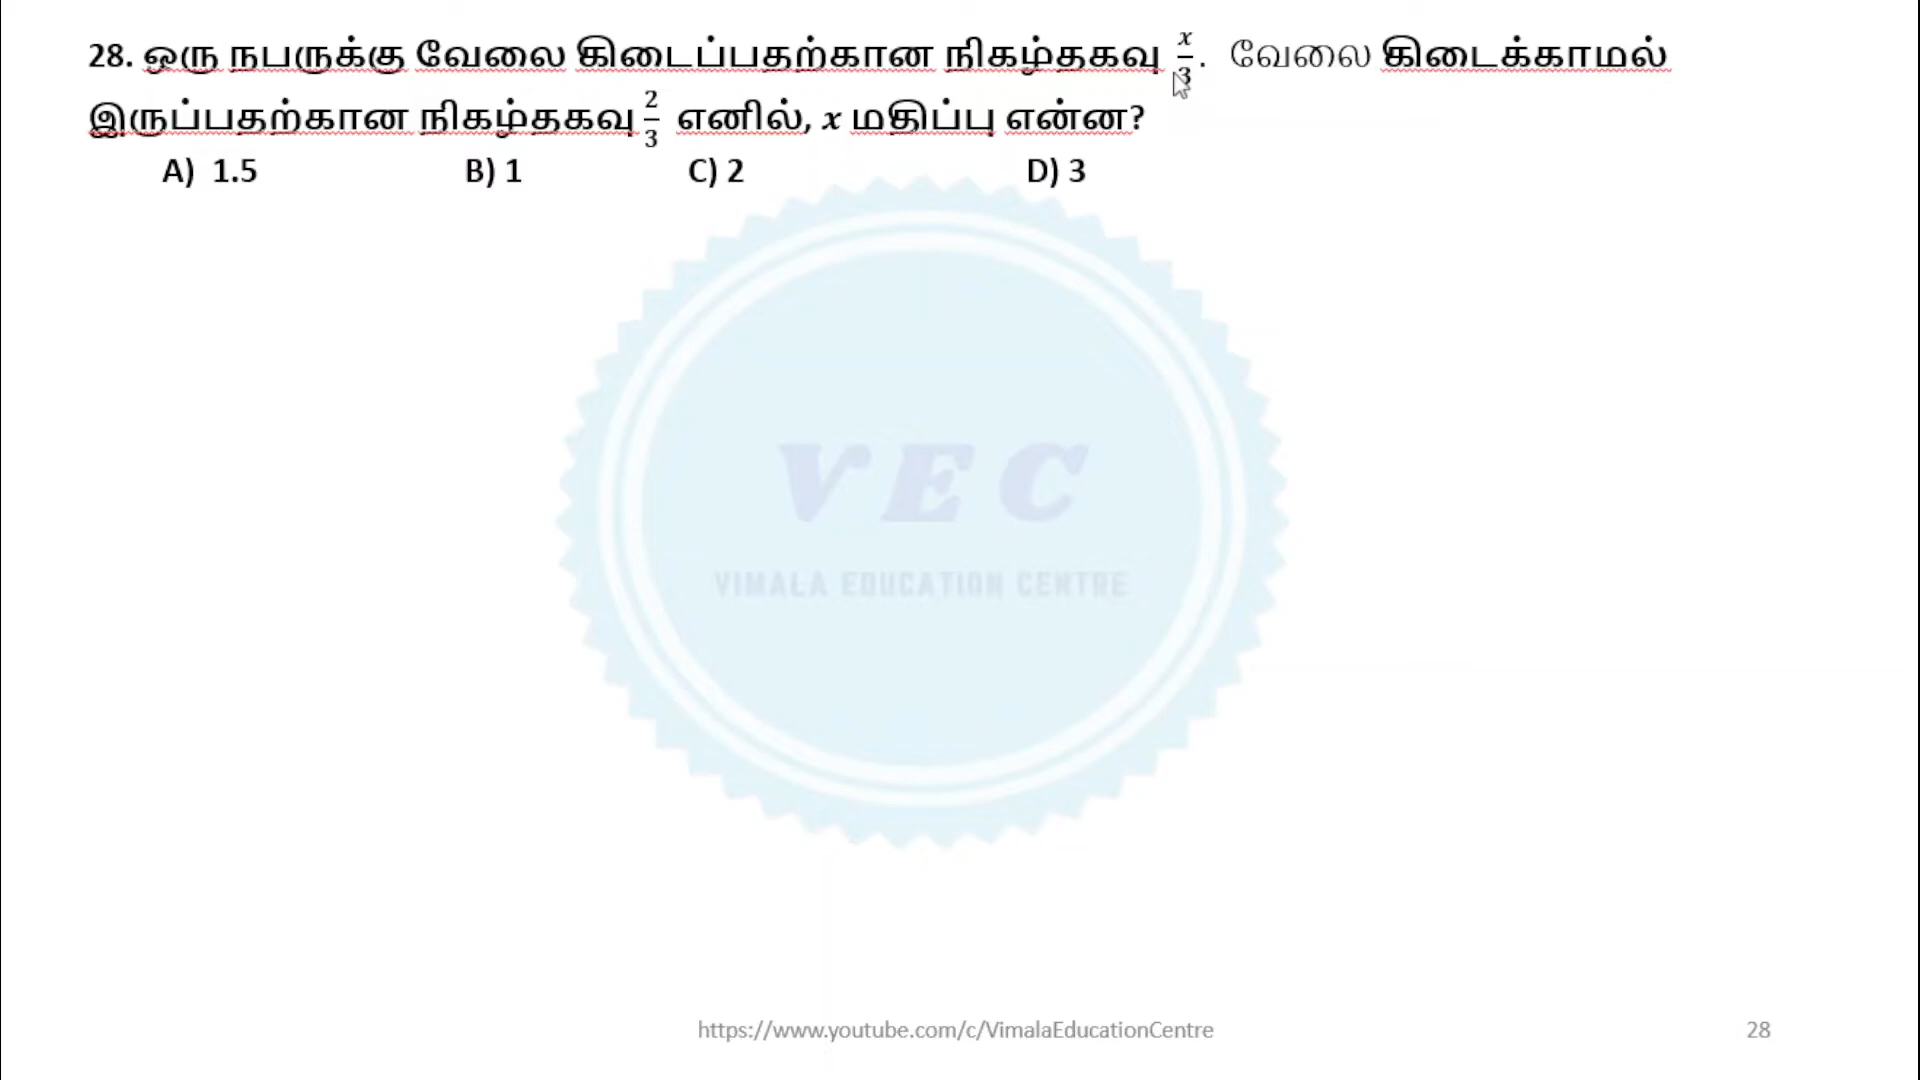 28. ஒரு நபருக்கு வேலை கிடைப்பதற்கான நிகழ்தகவு x/3. வேலை கிடைக்காமல்
இருப்பதற்கான நிகழ்தகவு 2/3 எனில், x மதிப்பு என்ன?
A) 1.5 B) 1 C) 2 D) 3
VEC
VIMALA EDUCATION CENTRE
https://www.youtube.com/c/VimalaEducationCentre 28